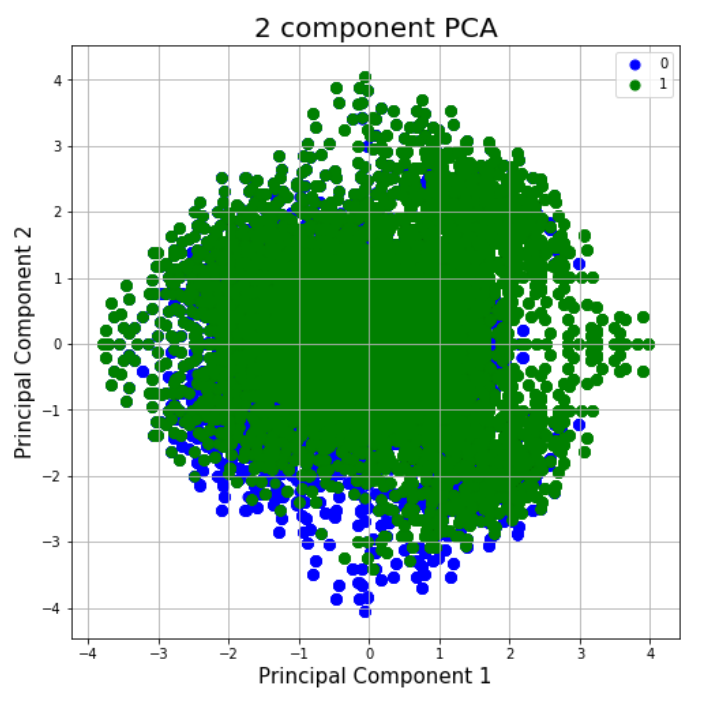 2 component PCA
0
1
4
3
2
1
0
−1
−2
−3
−4
Principal Component 2
−4 −3 −2 −1 0 1 2 3 4
Principal Component 1